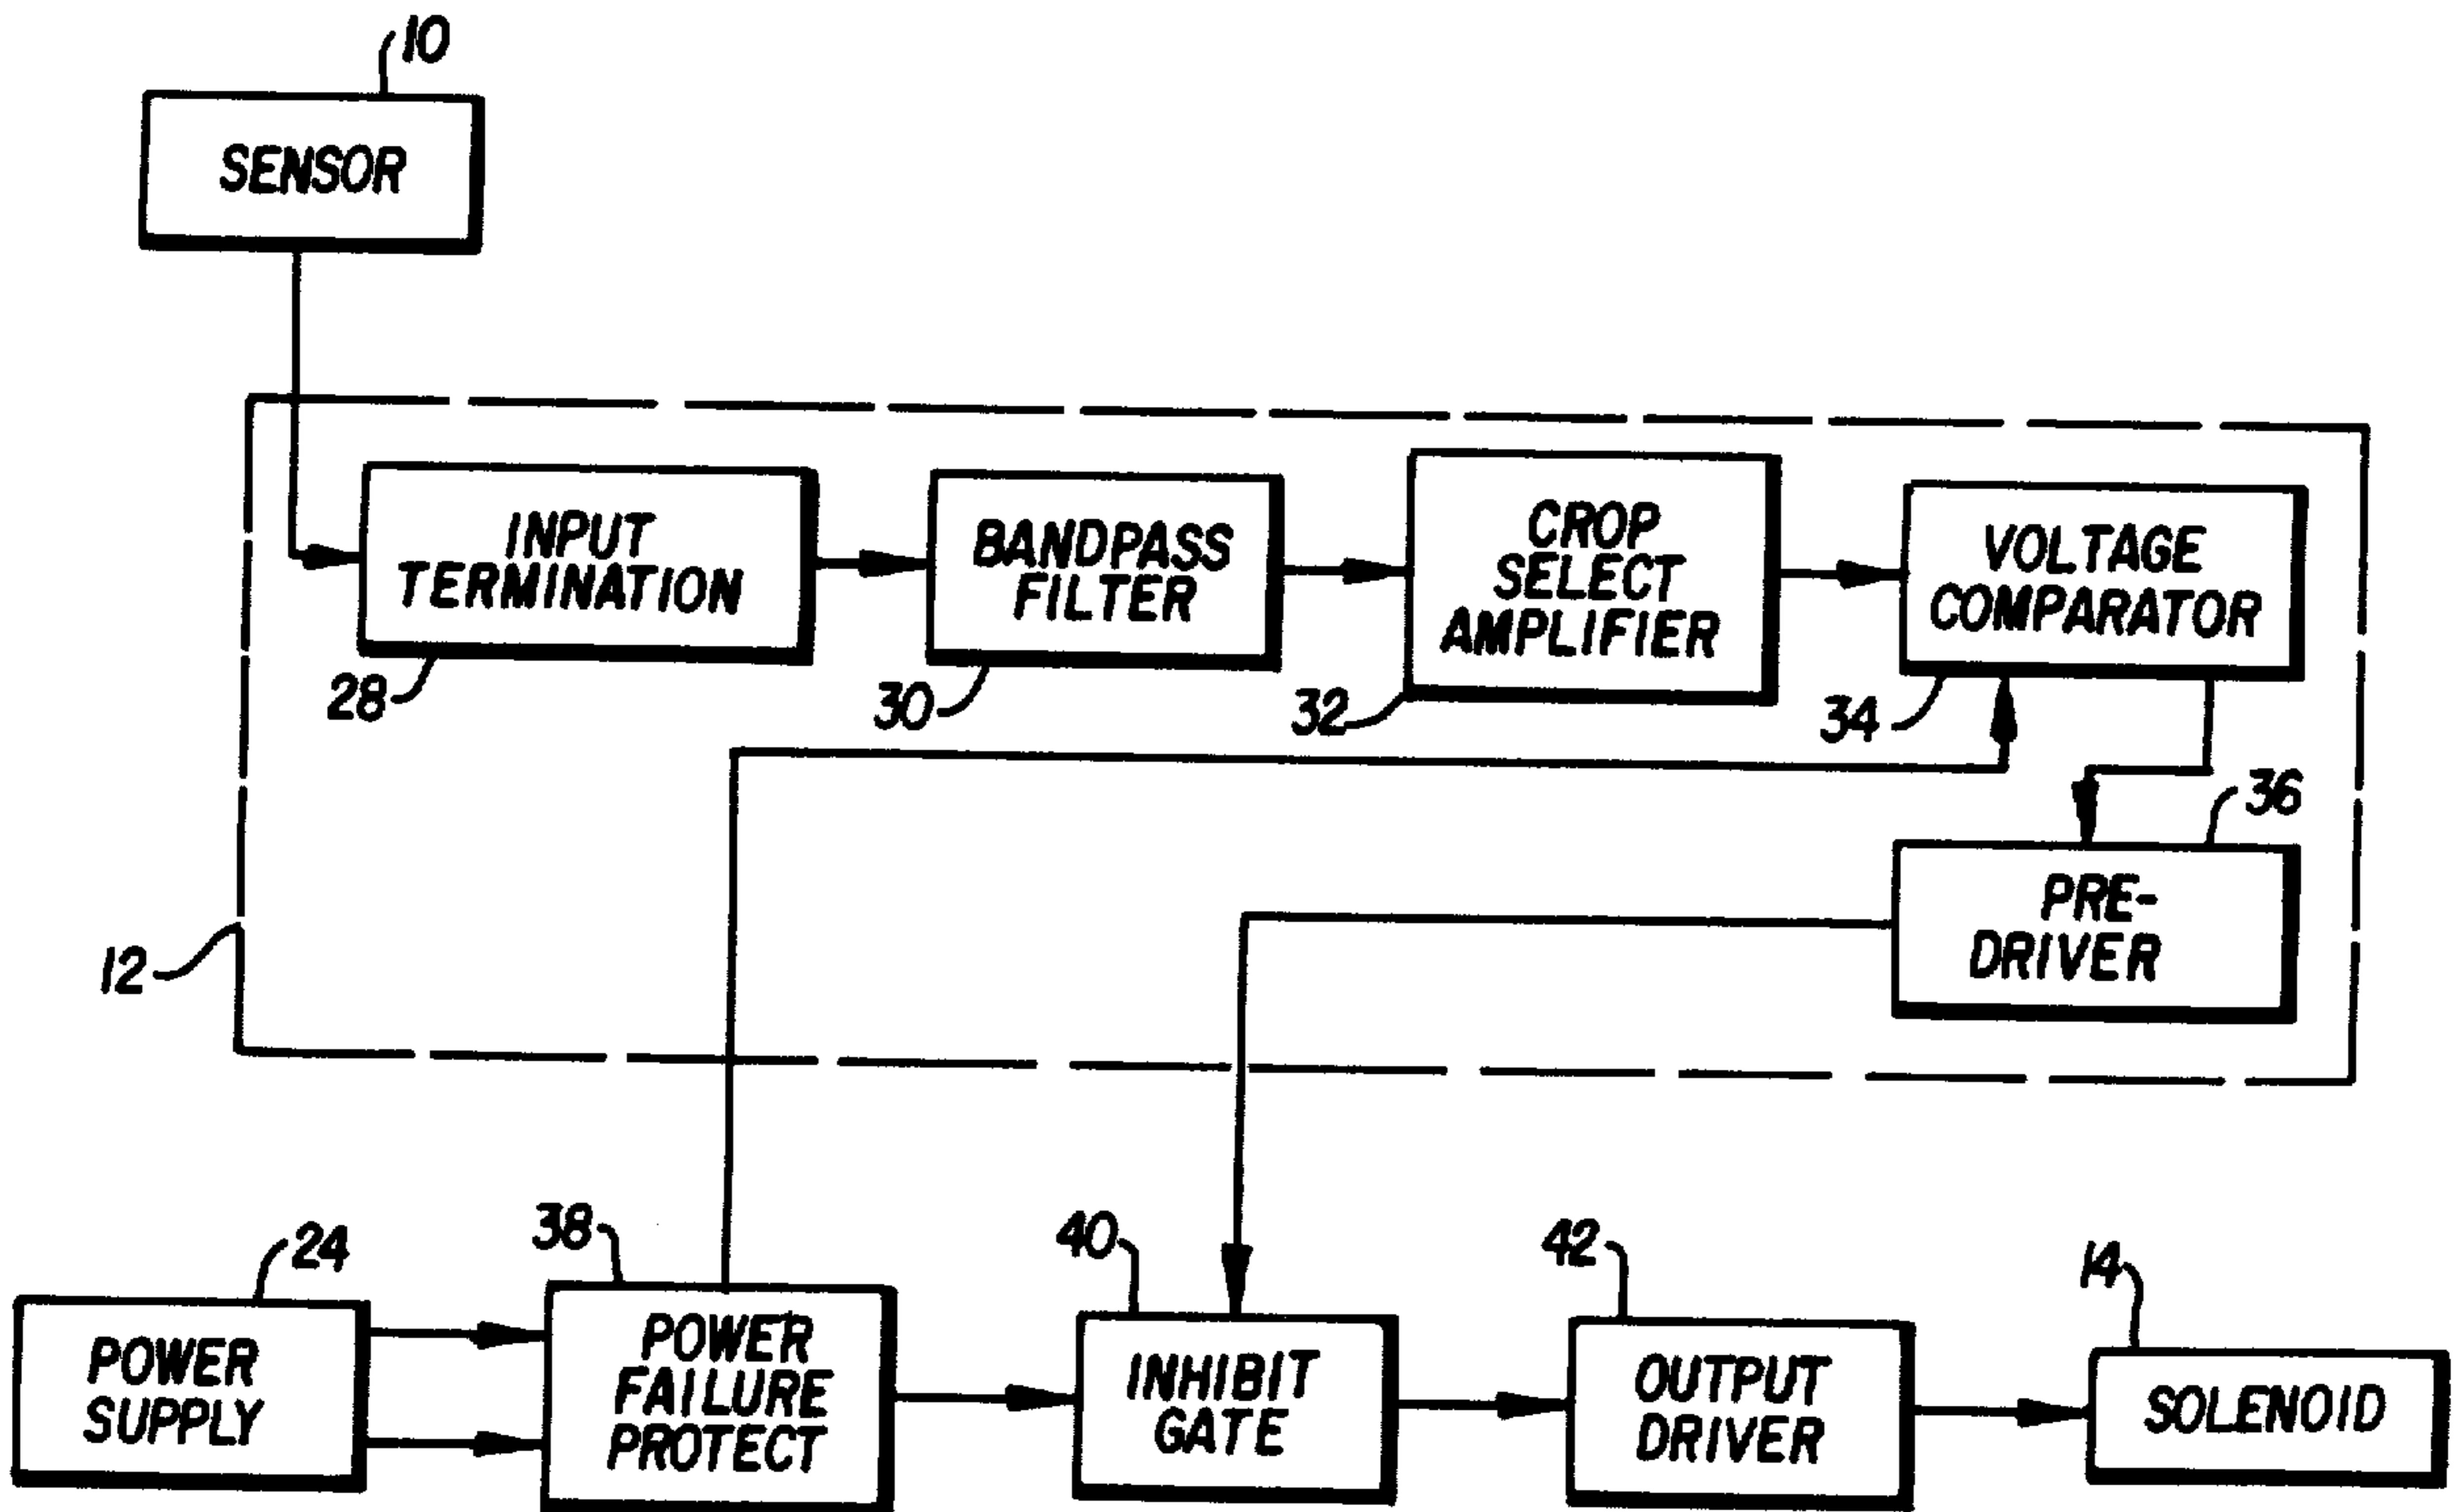 10
SENSOR
INPUT
TERMINATION
28
BANDPASS
FILTER
30
CROP
SELECT
AMPLIFIER
32
VOLTAGE
COMPARATOR
34
36
PRE-
DRIVER
12
24
POWER
SUPPLY
38
POWER
FAILURE
PROTECT
40
INHIBIT
GATE
42
OUTPUT
DRIVER
14
SOLENOID